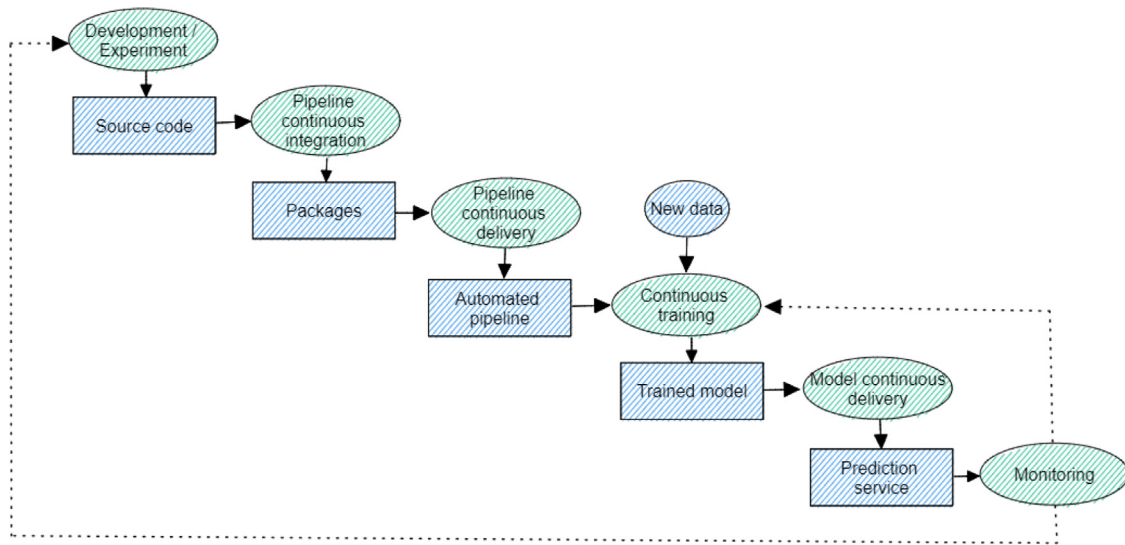 Development /
Experiment
Source code
Pipeline
continuous
integration
Packages
Pipeline
continuous
delivery
New data
Automated
pipeline
Continuous
training
Trained model
Model continuous
delivery
Prediction
service
Monitoring